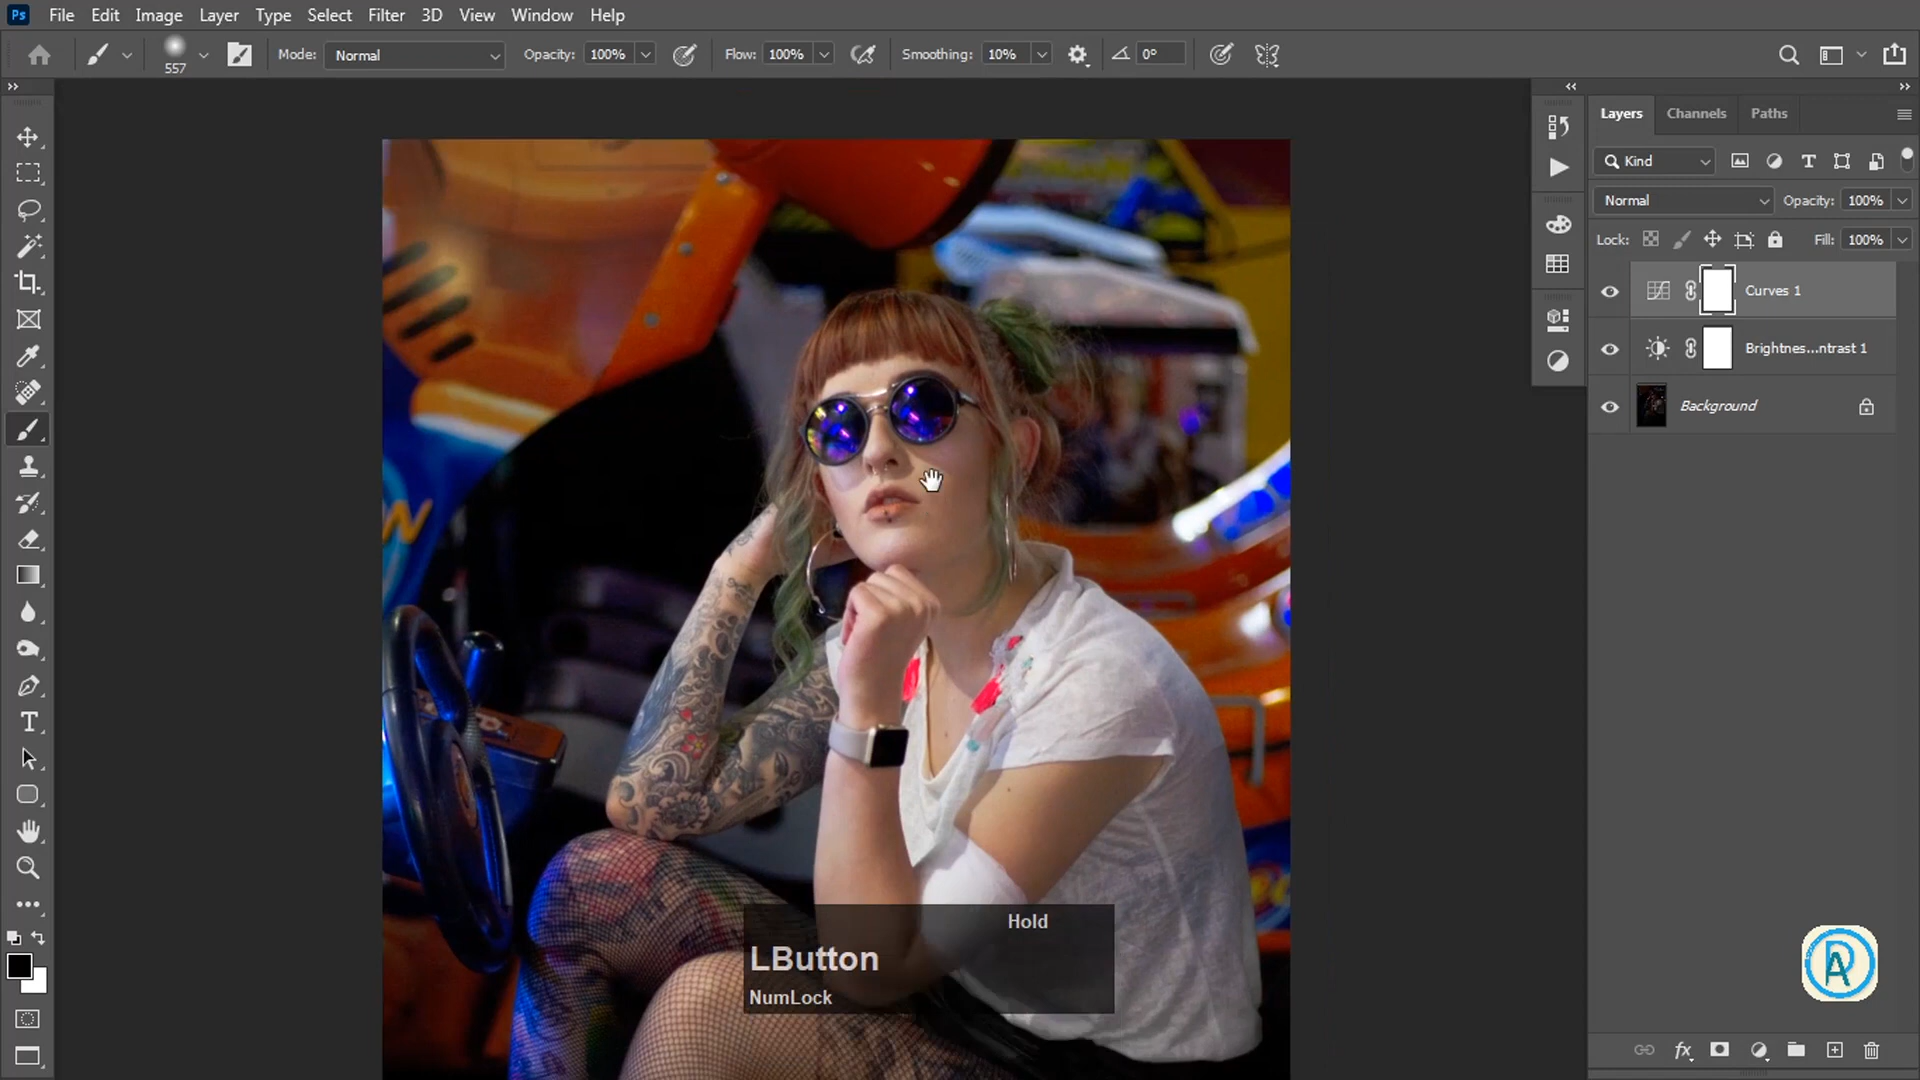 Ps File Edit Image Layer Type Select Filter 3D View Window Help
557 Mode: Normal Opacity: 100% Flow: 100% Smoothing: 10% 0°
Layers Channels Paths
Kind
Normal Opacity: 100%
Lock: Fill: 100%
Curves 1
Brightnes...ntrast 1
Background
Hold
LButton
NumLock